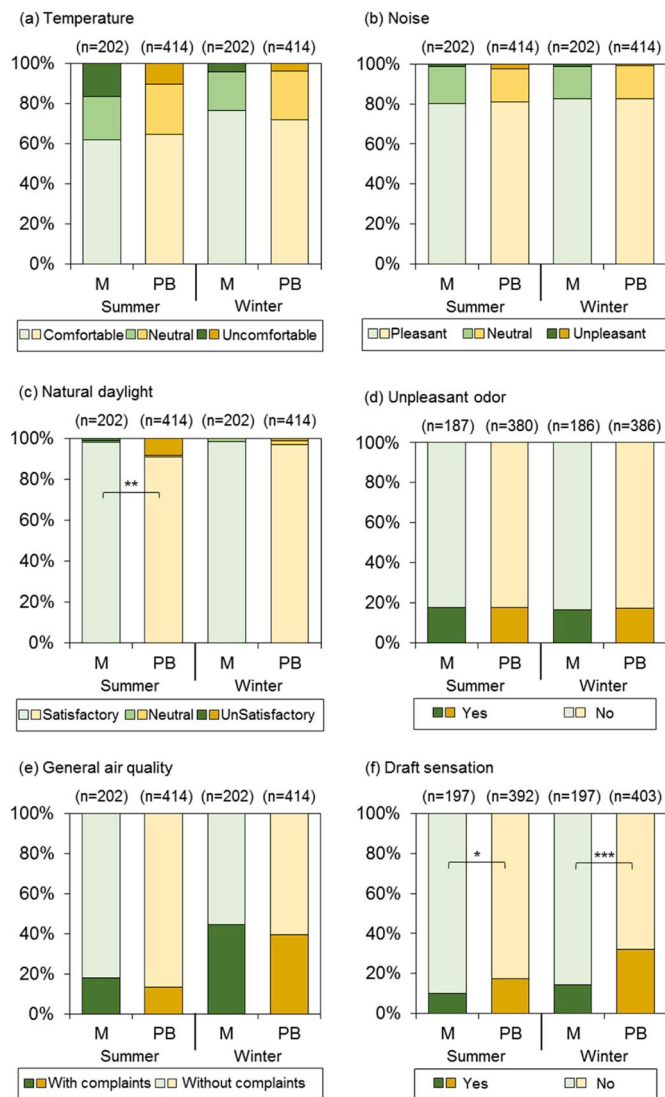 (a) Temperature
(n=202) (n=414) (n=202) (n=414)
100%
80%
60%
40%
20%
0%
M PB M PB
Summer Winter
Comfortable Neutral Uncomfortable
(b) Noise
(n=202) (n=414) (n=202) (n=414)
100%
80%
60%
40%
20%
0%
M PB M PB
Summer Winter
Pleasant Neutral Unpleasant
(c) Natural daylight
(n=202) (n=414) (n=202) (n=414)
100%
80%
60%
40%
20%
0%
**
M PB M PB
Summer Winter
Satisfactory Neutral UnSatisfactory
(d) Unpleasant odor
(n=187) (n=380) (n=186) (n=386)
100%
80%
60%
40%
20%
0%
M PB M PB
Summer Winter
Yes No
(e) General air quality
(n=202) (n=414) (n=202) (n=414)
100%
80%
60%
40%
20%
0%
M PB M PB
Summer Winter
With complaints Without complaints
(f) Draft sensation
(n=197) (n=392) (n=197) (n=403)
100%
80%
60%
40%
20%
0%
* ***
M PB M PB
Summer Winter
Yes No